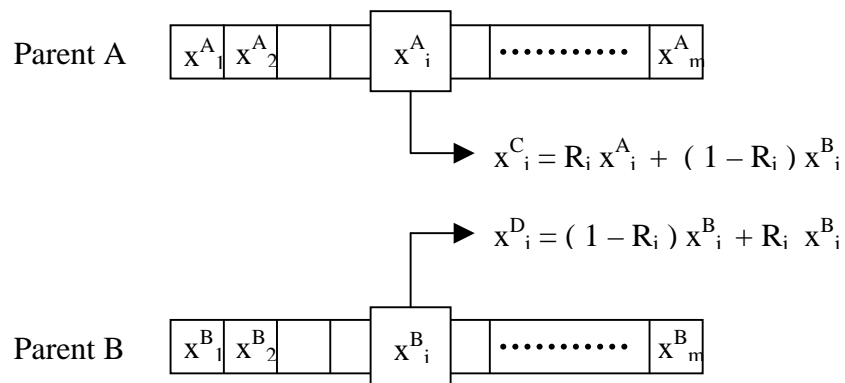 Parent A x^A_1 x^A_2 x^A_i ........... x^A_m
x^C_i = R_i x^A_i + ( 1 – R_i ) x^B_i
x^D_i = ( 1 – R_i ) x^B_i + R_i x^B_i
Parent B x^B_1 x^B_2 x^B_i ........... x^B_m